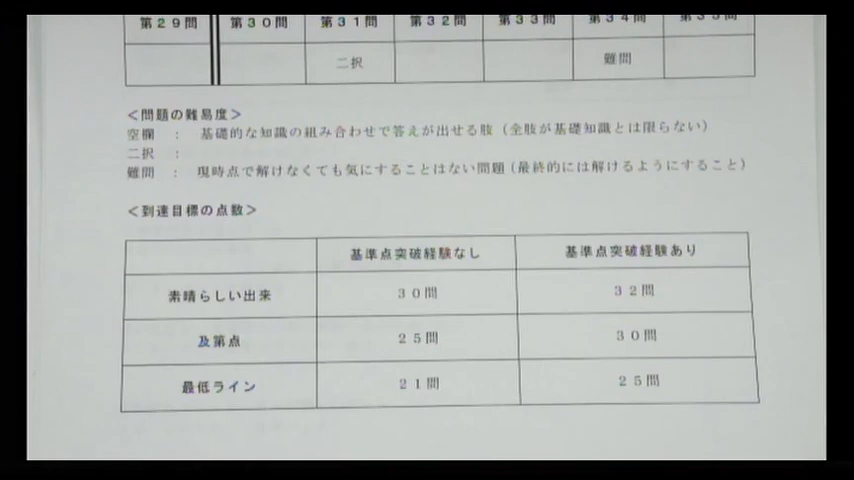 第29問 第30問 第31問 第32問 第33問 第34問 第35問
二択 難問
＜問題の難易度＞
空欄 ： 基礎的な知識の組み合わせで答えが出せる肢（全肢が基礎知識とは限らない）
二択 ：
難問 ： 現時点で解けなくても気にすることはない問題（最終的には解けるようにすること）
＜到達目標の点数＞
基準点突破経験なし 基準点突破経験あり
素晴らしい出来 30問 32問
及第点 25問 30問
最低ライン 21問 25問